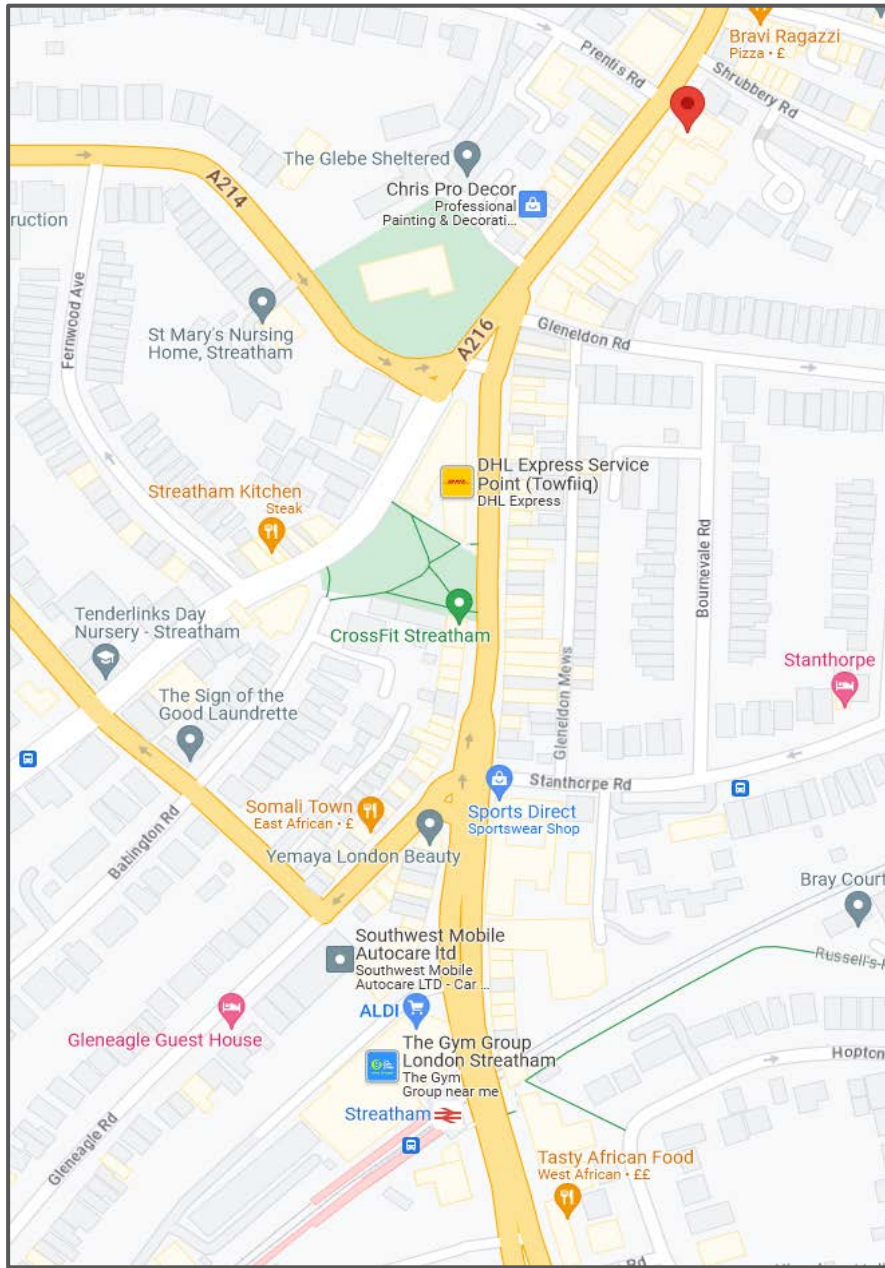 Bravi Ragazzi
Pizza • £
Prentis Rd
Shrubbery Rd
The Glebe Sheltered
Chris Pro Decor
Professional
Painting & Decorati...
A214
ruction
Fernwood Ave
St Mary's Nursing
Home, Streatham
A216
Gleneldon Rd
DHL Express Service
Point (Towfiiq)
DHL Express
Streatham Kitchen
Steak
Bournevale Rd
Tenderlinks Day
Nursery - Streatham
CrossFit Streatham
Gleneldon Mews
Stanthorpe
The Sign of the
Good Laundrette
Stanthorpe Rd
Somali Town
East African • £
Sports Direct
Sportswear Shop
Babington Rd
Yemaya London Beauty
Bray Court
Southwest Mobile
Autocare ltd
Southwest Mobile
Autocare LTD - Car ...
Russell's-
ALDI
Gleneagle Guest House
The Gym Group
London Streatham
The Gym
Group near me
Hopton
Streatham
Gleneagle Rd
Tasty African Food
West African • ££